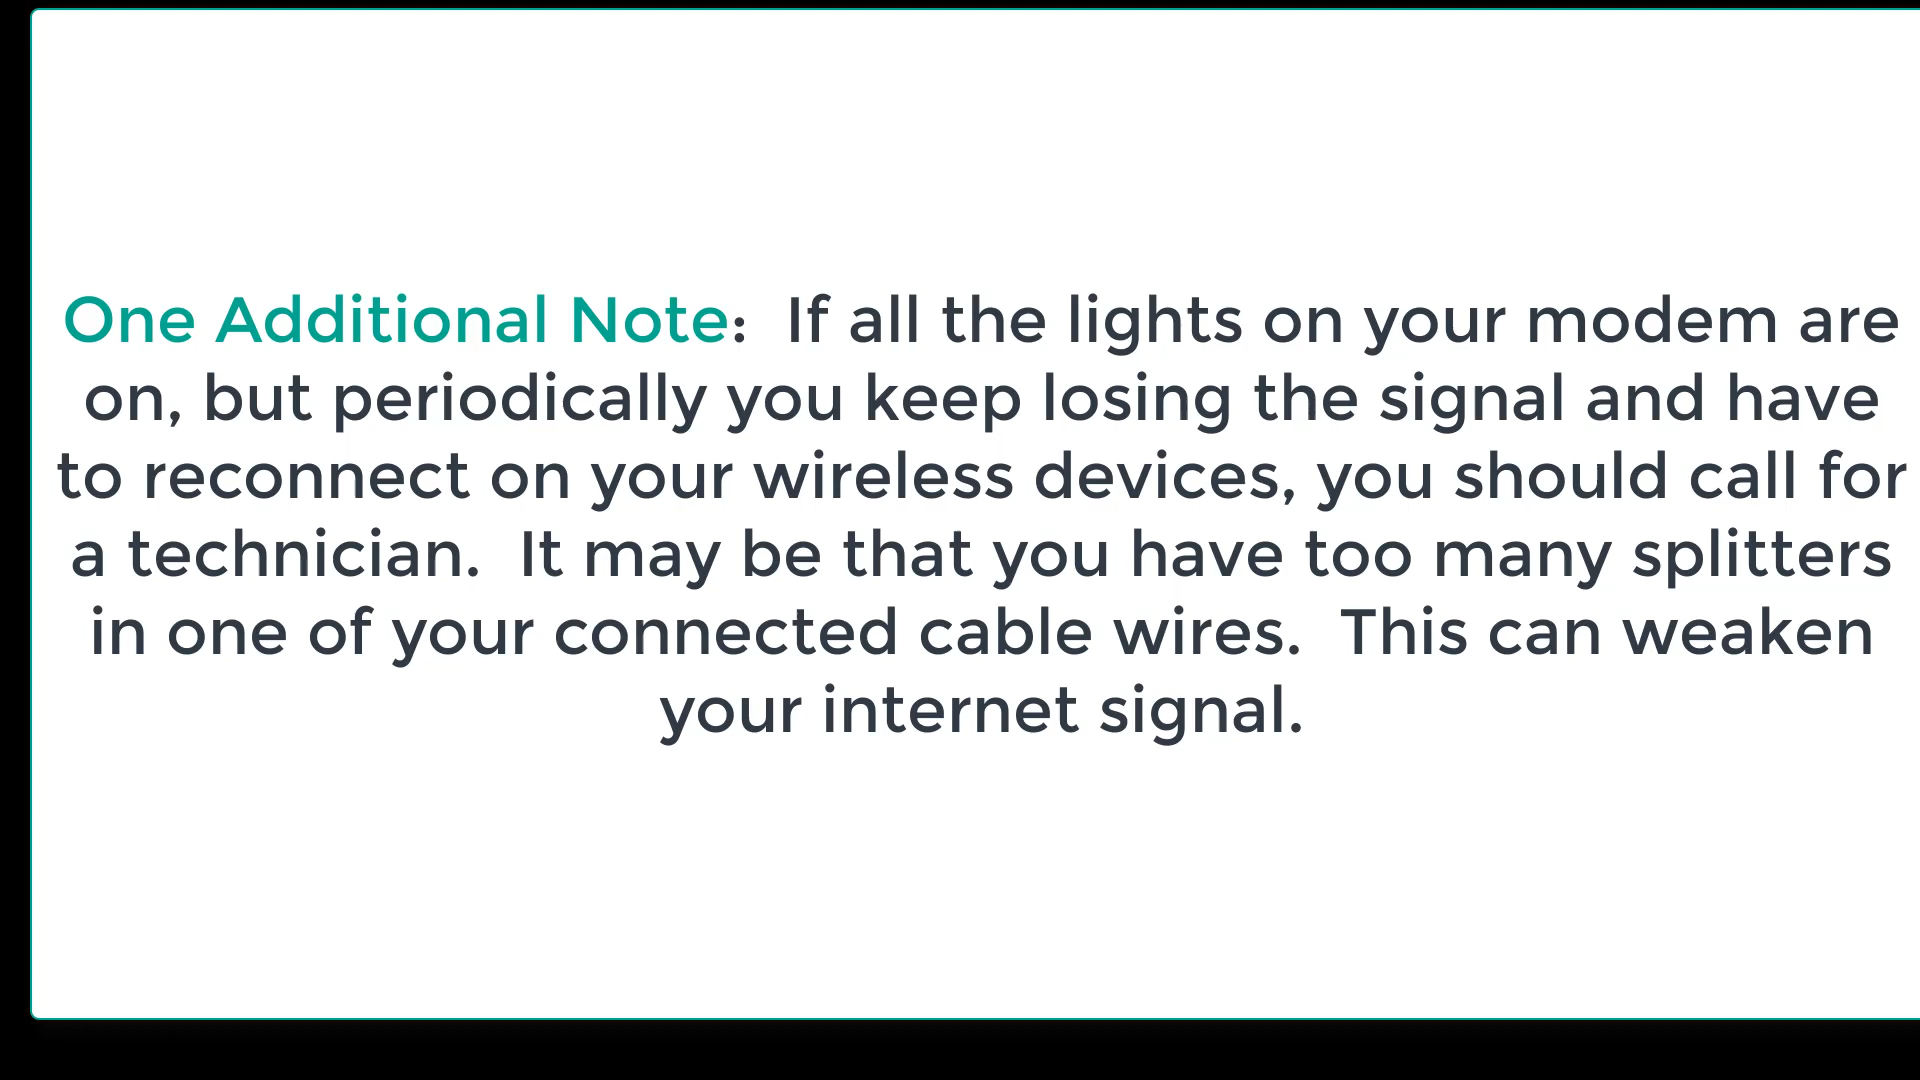 One Additional Note:  If all the lights on your modem are
on, but periodically you keep losing the signal and have
to reconnect on your wireless devices, you should call for
a technician.  It may be that you have too many splitters
in one of your connected cable wires.  This can weaken
your internet signal.